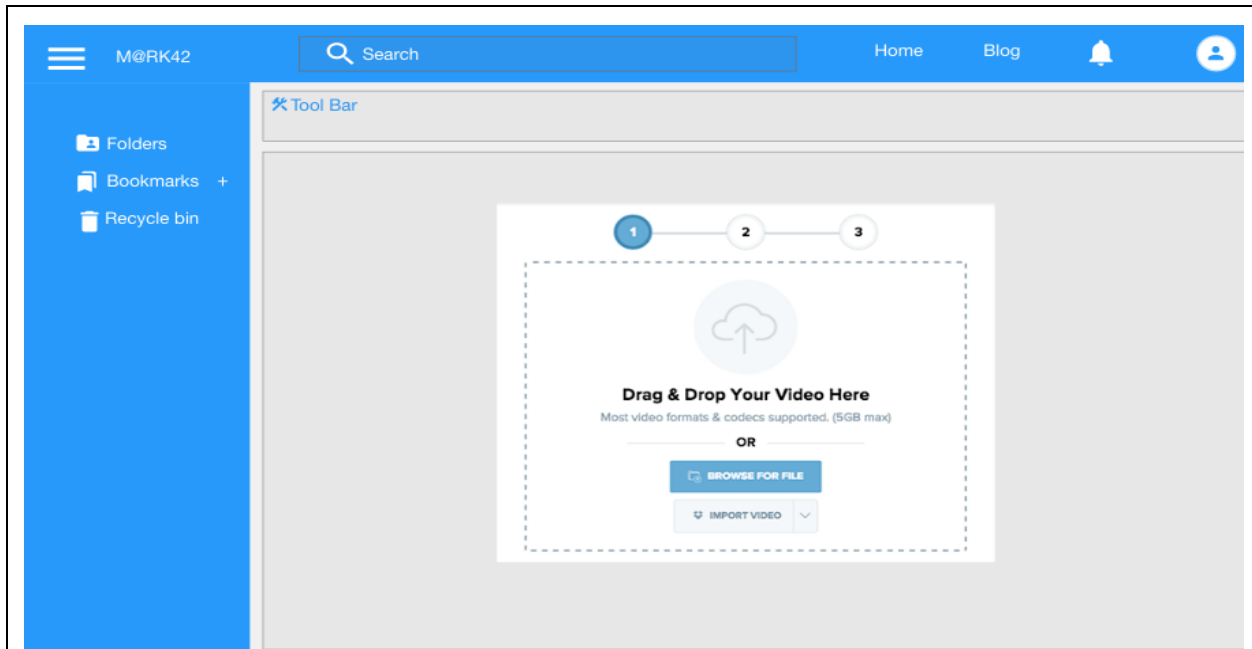 M@RK42
Search
Home
Blog
Tool Bar
Folders
Bookmarks +
Recycle bin
1 2 3
Drag & Drop Your Video Here
Most video formats & codecs supported. (5GB max)
OR
BROWSE FOR FILE
IMPORT VIDEO